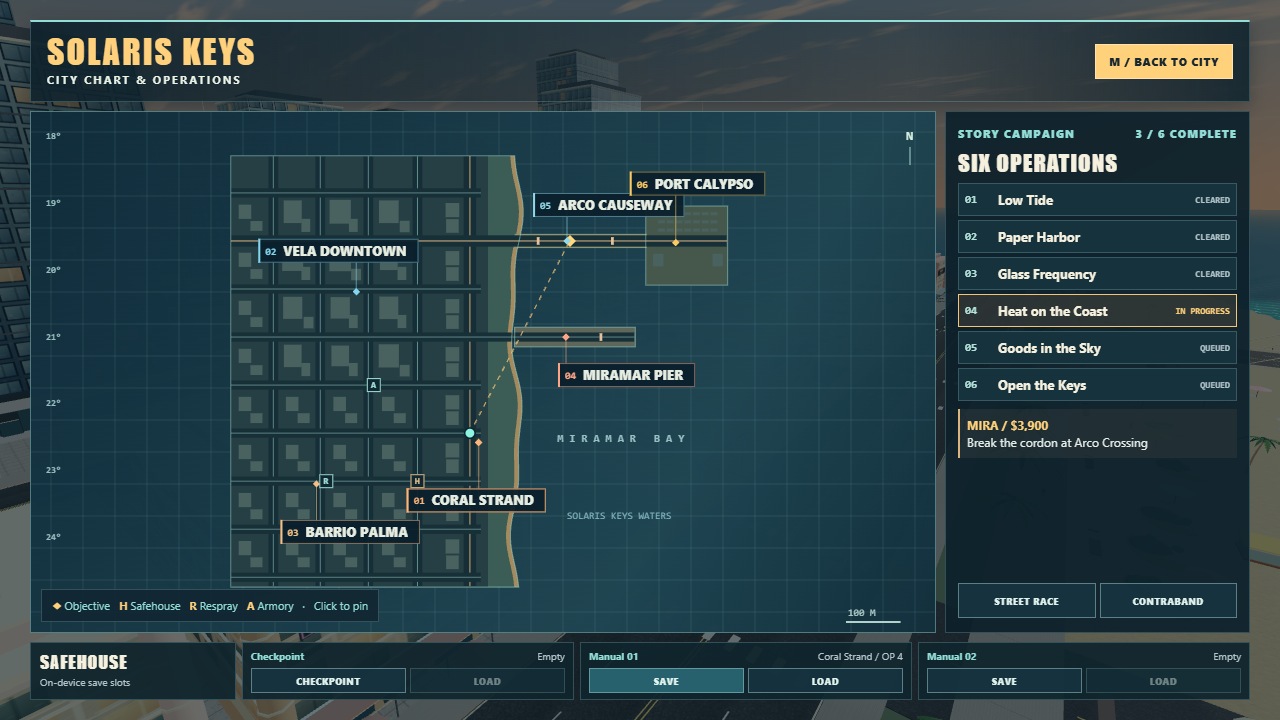 SOLARIS KEYS
CITY CHART & OPERATIONS
M / BACK TO CITY
18°
19°
20°
21°
22°
23°
24°
N
06 PORT CALYPSO
05 ARCO CAUSEWAY
02 VELA DOWNTOWN
04 MIRAMAR PIER
A
MIRAMAR BAY
R
H
01 CORAL STRAND
SOLARIS KEYS WATERS
03 BARRIO PALMA
◆ Objective H Safehouse R Respray A Armory · Click to pin
100 M
STORY CAMPAIGN 3 / 6 COMPLETE
SIX OPERATIONS
01 Low Tide CLEARED
02 Paper Harbor CLEARED
03 Glass Frequency CLEARED
04 Heat on the Coast IN PROGRESS
05 Goods in the Sky QUEUED
06 Open the Keys QUEUED
MIRA / $3,900
Break the cordon at Arco Crossing
STREET RACE
CONTRABAND
SAFEHOUSE
On-device save slots
Checkpoint Empty
CHECKPOINT LOAD
Manual 01 Coral Strand / OP 4
SAVE LOAD
Manual 02 Empty
SAVE LOAD